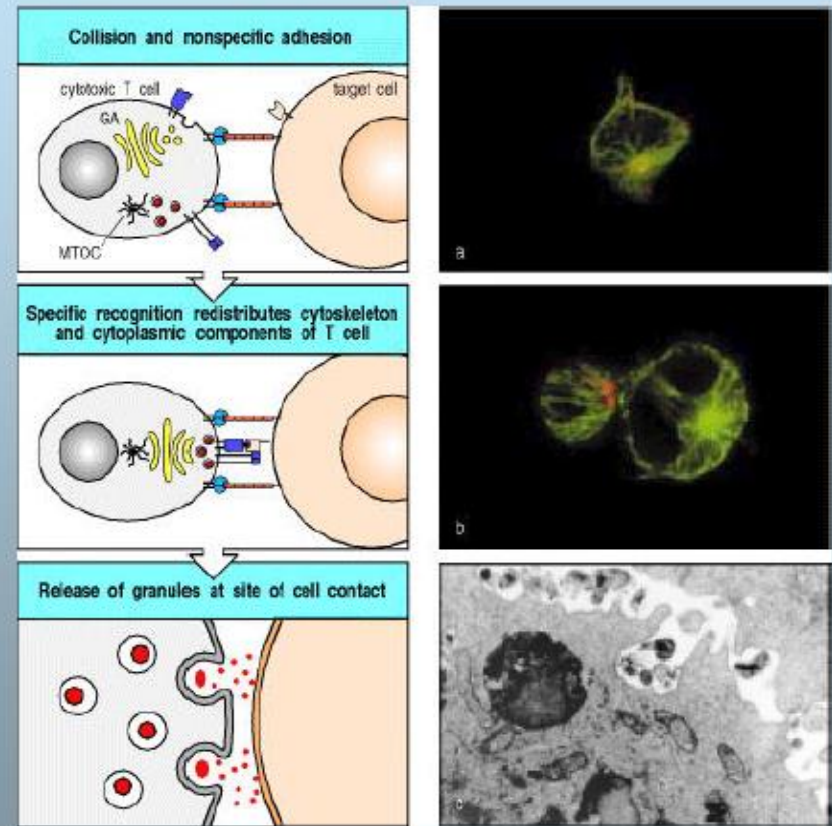 Collision and nonspecific adhesion
cytotoxic T cell
target cell
GA
MTOC
a
Specific recognition redistributes cytoskeleton
and cytoplasmic components of T cell
b
Release of granules at site of cell contact
c